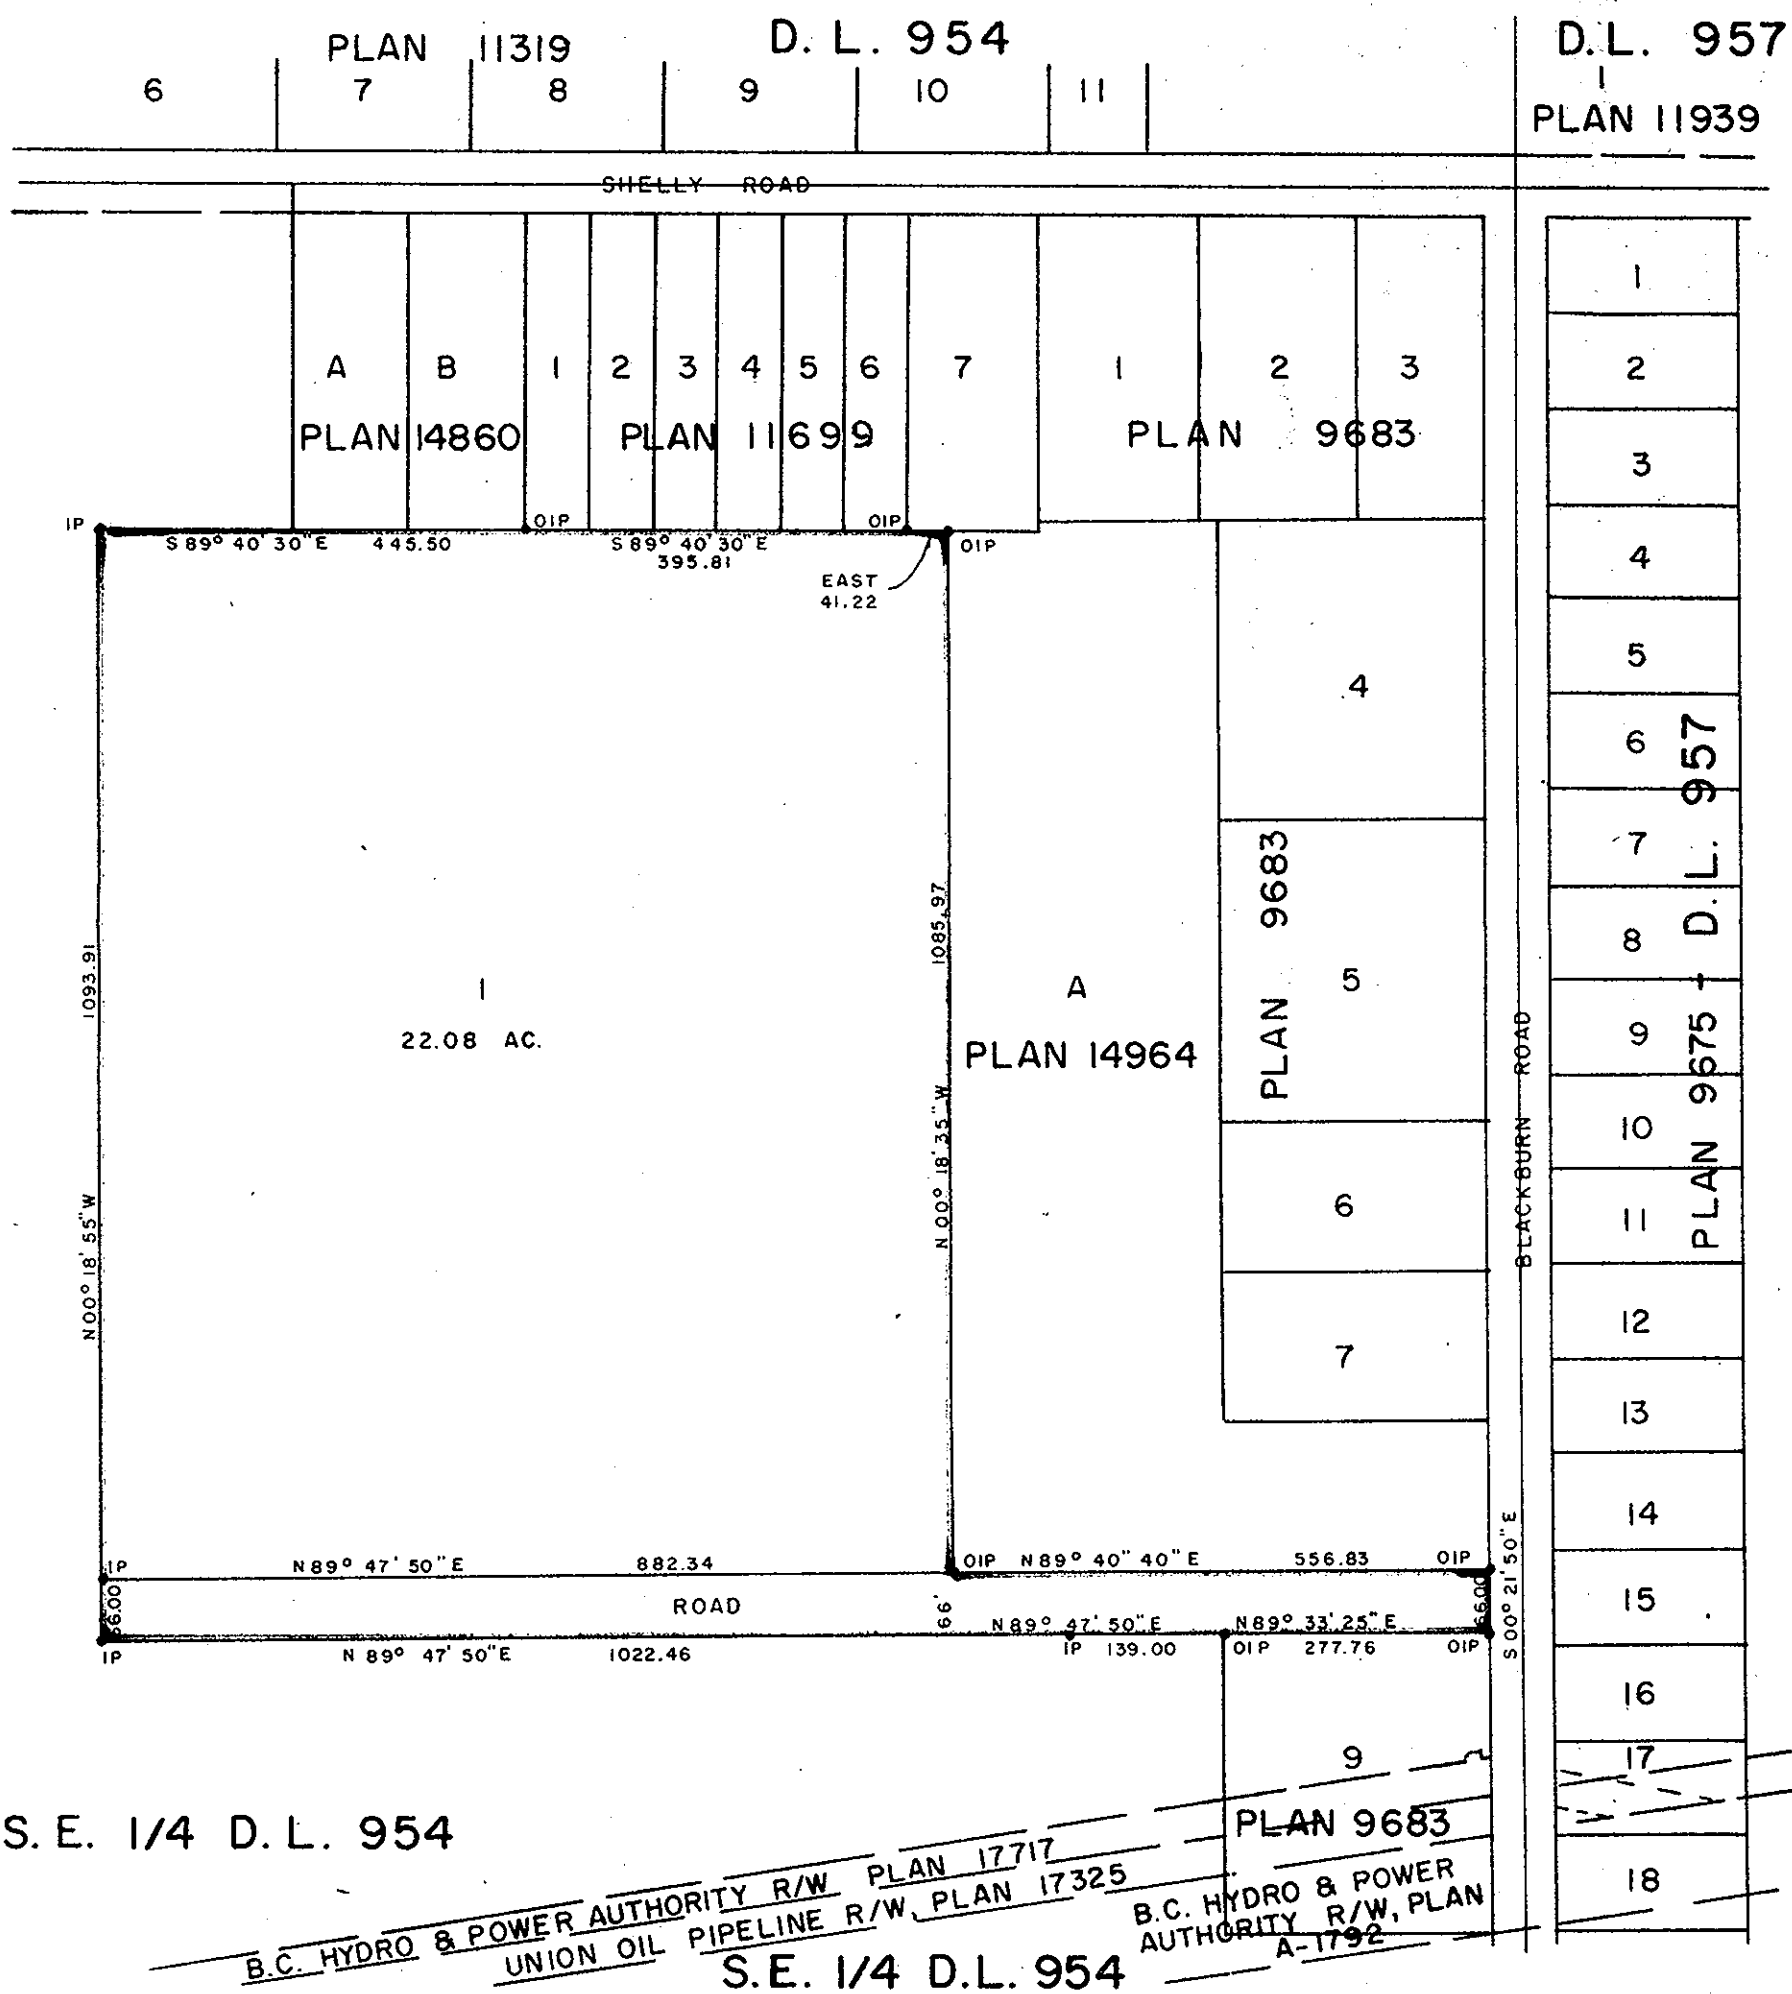 PLAN 11319
D. L. 954
D.L. 957
6 7 8 9 10 11
1
PLAN 11939
SHELLY ROAD
A B 1 2 3 4 5 6 7 1 2 3
PLAN 14860
PLAN 11699
PLAN 9683
1
2
3
4
5
6
7
8
9
10
11
12
13
14
15
16
17
18
PLAN 9675 - D.L. 957
IP
OIP
OIP
OIP
S 89° 40' 30" E 445.50
S 89° 40' 30" E
395.81
EAST
41.22
4
5
6
7
PLAN 9683
BLACKBURN ROAD
1093.91
N 00° 18' 55" W
1085.97
N 00° 18' 35" W
1
22.08 AC.
A
PLAN 14964
IP
N 89° 47' 50" E 882.34
OIP N 89° 40" 40" E 556.83 OIP
66.00
ROAD
66'
66.00
S 00° 21' 50" E
N 89° 47' 50" E
N 89° 33' 25" E
IP
N 89° 47' 50" E 1022.46
IP 139.00
OIP 277.76 OIP
9
PLAN 9683
S. E. 1/4 D. L. 954
B.C. HYDRO & POWER AUTHORITY R/W PLAN 17717
UNION OIL PIPELINE R/W, PLAN 17325
B.C. HYDRO & POWER
AUTHORITY R/W, PLAN
A-1792
S. E. 1/4 D.L. 954